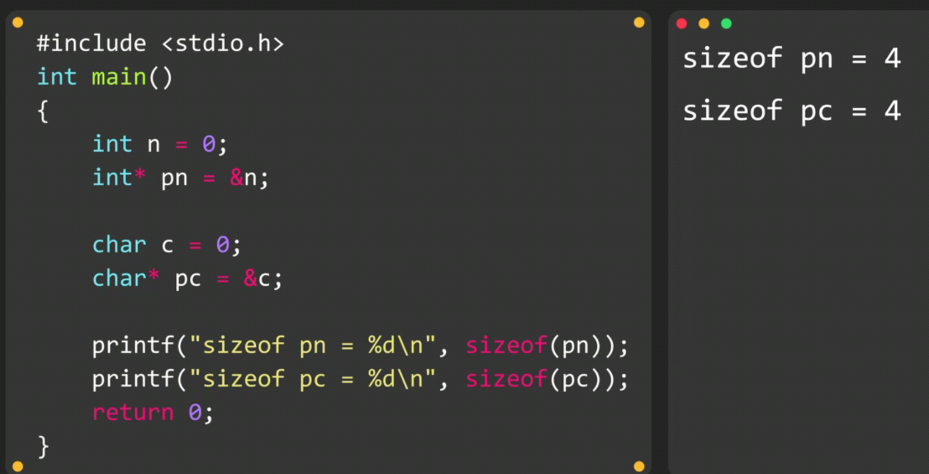 #include <stdio.h>
int main()
{
    int n = 0;
    int* pn = &n;

    char c = 0;
    char* pc = &c;

    printf("sizeof pn = %d\n", sizeof(pn));
    printf("sizeof pc = %d\n", sizeof(pc));
    return 0;
}
sizeof pn = 4
sizeof pc = 4